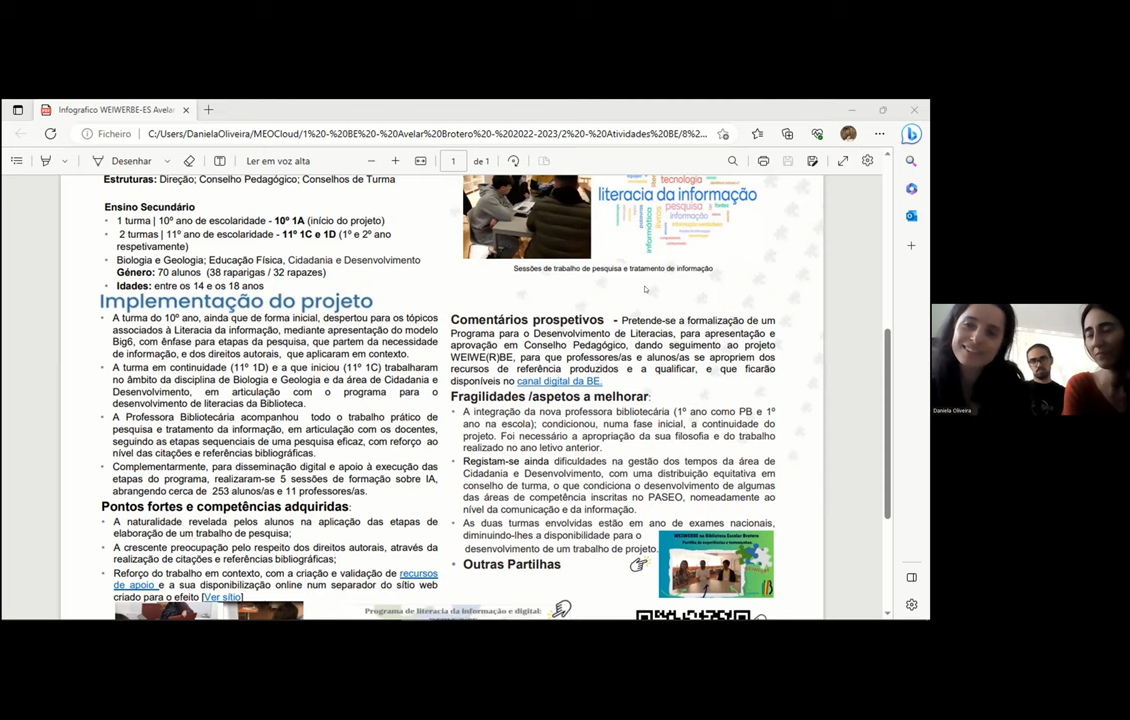 Infografico WEIWERBE-ES Avelar
Ficheiro
C:/Users/DanielaOliveira/MEOCloud/1%20-%20BE%20-%20Avelar%20Brotero%20-%202022-2023/2%20-%20Atividades%20BE/8%2...
Desenhar
Ler em voz alta
1
de 1
Estruturas: Direção; Conselho Pedagógico; Conselhos de Turma
Ensino Secundário
• 1 turma | 10º ano de escolaridade - 10º 1A (início do projeto)
• 2 turmas | 11º ano de escolaridade - 11º 1C e 1D (1º e 2º ano
respetivamente)
• Biologia e Geologia; Educação Física, Cidadania e Desenvolvimento
Género: 70 alunos (38 raparigas / 32 rapazes)
• Idades: entre os 14 e os 18 anos
Implementação do projeto
• A turma do 10º ano, ainda que de forma inicial, despertou para os tópicos
associados à Literacia da informação, mediante apresentação do modelo
Big6, com ênfase para etapas da pesquisa, que partem da necessidade
de informação, e dos direitos autorais, que aplicaram em contexto.
• A turma em continuidade (11º 1D) e a que iniciou (11º 1C) trabalharam
no âmbito da disciplina de Biologia e Geologia e da área de Cidadania e
Desenvolvimento, em articulação com o programa para o
desenvolvimento de literacias da Biblioteca.
• A Professora Bibliotecária acompanhou todo o trabalho prático de
pesquisa e tratamento da informação, em articulação com os docentes,
seguindo as etapas sequenciais de uma pesquisa eficaz, com reforço ao
nível das citações e referências bibliográficas.
• Complementarmente, para disseminação digital e apoio à execução das
etapas do programa, realizaram-se 5 sessões de formação sobre IA,
abrangendo cerca de 253 alunos/as e 11 professores/as.
Pontos fortes e competências adquiridas:
• A naturalidade revelada pelos alunos na aplicação das etapas de
elaboração de um trabalho de pesquisa;
• A crescente preocupação pelo respeito dos direitos autorais, através da
realização de citações e referências bibliográficas;
• Reforço do trabalho em contexto, com a criação e validação de recursos
de apoio e a sua disponibilização online num separador do sítio web
criado para o efeito [Ver sítio]
tecnologia
literacia da informação
pesquisa
informação
informática
livros
fontes
Sessões de trabalho de pesquisa e tratamento de informação
Comentários prospetivos - Pretende-se a formalização de um
Programa para o Desenvolvimento de Literacias, para apresentação e
aprovação em Conselho Pedagógico, dando seguimento ao projeto
WEIWE(R)BE, para que professores/as e alunos/as se apropriem dos
recursos de referência produzidos e a qualificar, e que ficarão
disponíveis no canal digital da BE.
Fragilidades /aspetos a melhorar:
• A integração da nova professora bibliotecária (1º ano como PB e 1º
ano na escola); condicionou, numa fase inicial, a continuidade do
projeto. Foi necessário a apropriação da sua filosofia e do trabalho
realizado no ano letivo anterior.
• Registam-se ainda dificuldades na gestão dos tempos da área de
Cidadania e Desenvolvimento, com uma distribuição equitativa em
conselho de turma, o que condiciona o desenvolvimento de algumas
das áreas de competência inscritas no PASEO, nomeadamente ao
nível da comunicação e da informação.
• As duas turmas envolvidas estão em ano de exames nacionais,
diminuindo-lhes a disponibilidade para o
desenvolvimento de um trabalho de projeto.
• Outras Partilhas
WEIWERBE na Biblioteca Escolar Brotero
Partilha de experiências e testemunhos.
Programa de literacia da informação e digital:
Daniela Oliveira